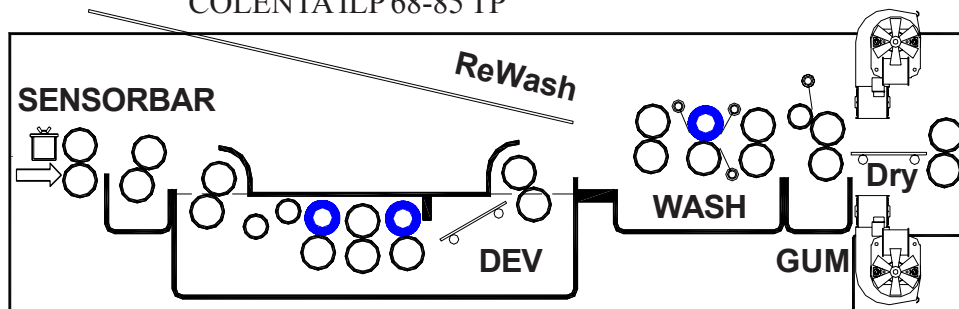 COLENTA ILP 68-85 TP
ReWash
SENSORBAR
WASH
Dry
DEV
GUM